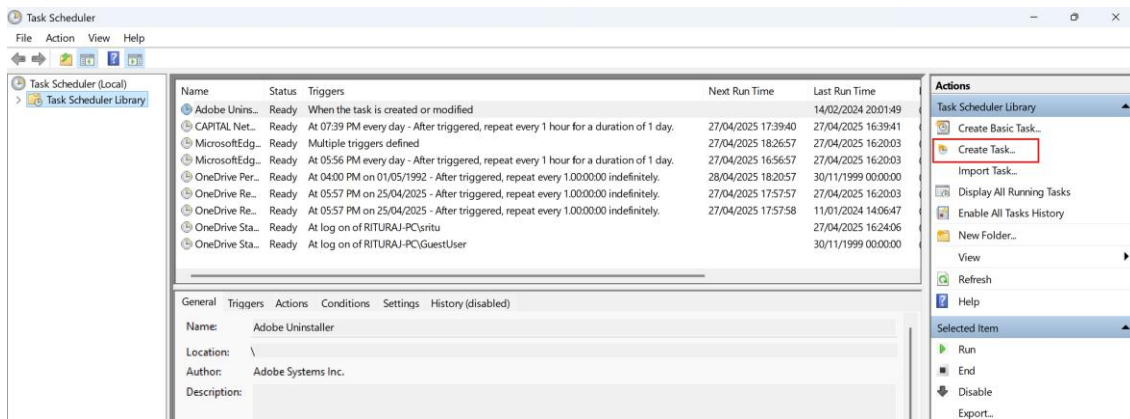 Task Scheduler
File Action View Help
Task Scheduler (Local)
Task Scheduler Library
Name Status Triggers Next Run Time Last Run Time
Adobe Unins... Ready When the task is created or modified 14/02/2024 20:01:49
CAPITAL Net... Ready At 07:39 PM every day - After triggered, repeat every 1 hour for a duration of 1 day. 27/04/2025 17:39:40 27/04/2025 16:39:41
MicrosoftEdg... Ready Multiple triggers defined 27/04/2025 18:26:57 27/04/2025 16:20:03
MicrosoftEdg... Ready At 05:56 PM every day - After triggered, repeat every 1 hour for a duration of 1 day. 27/04/2025 16:56:57 27/04/2025 16:20:03
OneDrive Per... Ready At 04:00 PM on 01/05/1992 - After triggered, repeat every 1.00:00:00 indefinitely. 28/04/2025 18:20:57 30/11/1999 00:00:00
OneDrive Re... Ready At 05:57 PM on 25/04/2025 - After triggered, repeat every 1.00:00:00 indefinitely. 27/04/2025 17:57:57 27/04/2025 16:20:03
OneDrive Re... Ready At 05:57 PM on 25/04/2025 - After triggered, repeat every 1.00:00:00 indefinitely. 27/04/2025 17:57:58 11/01/2024 14:06:47
OneDrive Sta... Ready At log on of RITURAJ-PC\sritu 27/04/2025 16:24:06
OneDrive Sta... Ready At log on of RITURAJ-PC\GuestUser 30/11/1999 00:00:00
General Triggers Actions Conditions Settings History (disabled)
Name: Adobe Uninstaller
Location: \
Author: Adobe Systems Inc.
Description:
Actions
Task Scheduler Library
Create Basic Task...
Create Task...
Import Task...
Display All Running Tasks
Enable All Tasks History
New Folder...
View
Refresh
Help
Selected Item
Run
End
Disable
Export...